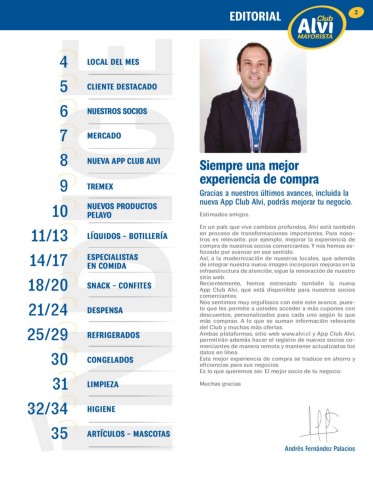 EDITORIAL
Club
Alvi
MAYORISTA
3
ÍNDICE
4 LOCAL DEL MES
5 CLIENTE DESTACADO
6 NUESTROS SOCIOS
7 MERCADO
8 NUEVA APP CLUB ALVI
9 TREMEX
10 NUEVOS PRODUCTOS
PELAYO
11/13 LÍQUIDOS - BOTILLERÍA
14/17 ESPECIALISTAS
EN COMIDA
18/20 SNACK - CONFITES
21/24 DESPENSA
25/29 REFRIGERADOS
30 CONGELADOS
31 LIMPIEZA
32/34 HIGIENE
35 ARTÍCULOS - MASCOTAS
Siempre una mejor
experiencia de compra
Gracias a nuestros últimos avances, incluida la
nueva App Club Alvi, podrás mejorar tu negocio.
Estimados amigos.
En un país que vive cambios profundos, Alvi está también
en proceso de transformaciones importantes. Para noso-
tros es relevante, por ejemplo, mejorar la experiencia de
compra de nuestros socios comerciantes. Y nos hemos es-
forzado por avanzar en ese sentido.
Así, a la modernización de nuestros locales, que además
de integrar nuestra nueva imagen incorporan mejoras en la
infraestructura de atención, sigue la renovación de nuestro
sitio web.
Recientemente, hemos estrenado también la nueva
App Club Alvi, que está disponible para nuestros socios
comerciantes.
Nos sentimos muy orgullosos con este este avance, pues-
to que les permite a ustedes acceder a más cupones con
descuentos, personalizados para cada uno según lo que
más compran. A lo que se suman información relevante
del Club y muchas más ofertas.
Ambas plataformas, sitio web www.alvi.cl y App Club Alvi,
permitirán además hacer el registro de nuevos socios co-
merciantes de manera remota y mantener actualizados los
datos en línea.
Esta mejor experiencia de compra se traduce en ahorro y
eficiencias para sus negocios.
Es lo que queremos ser: El mejor socio de tu negocio.
Muchas gracias
Andrés Fernández Palacios